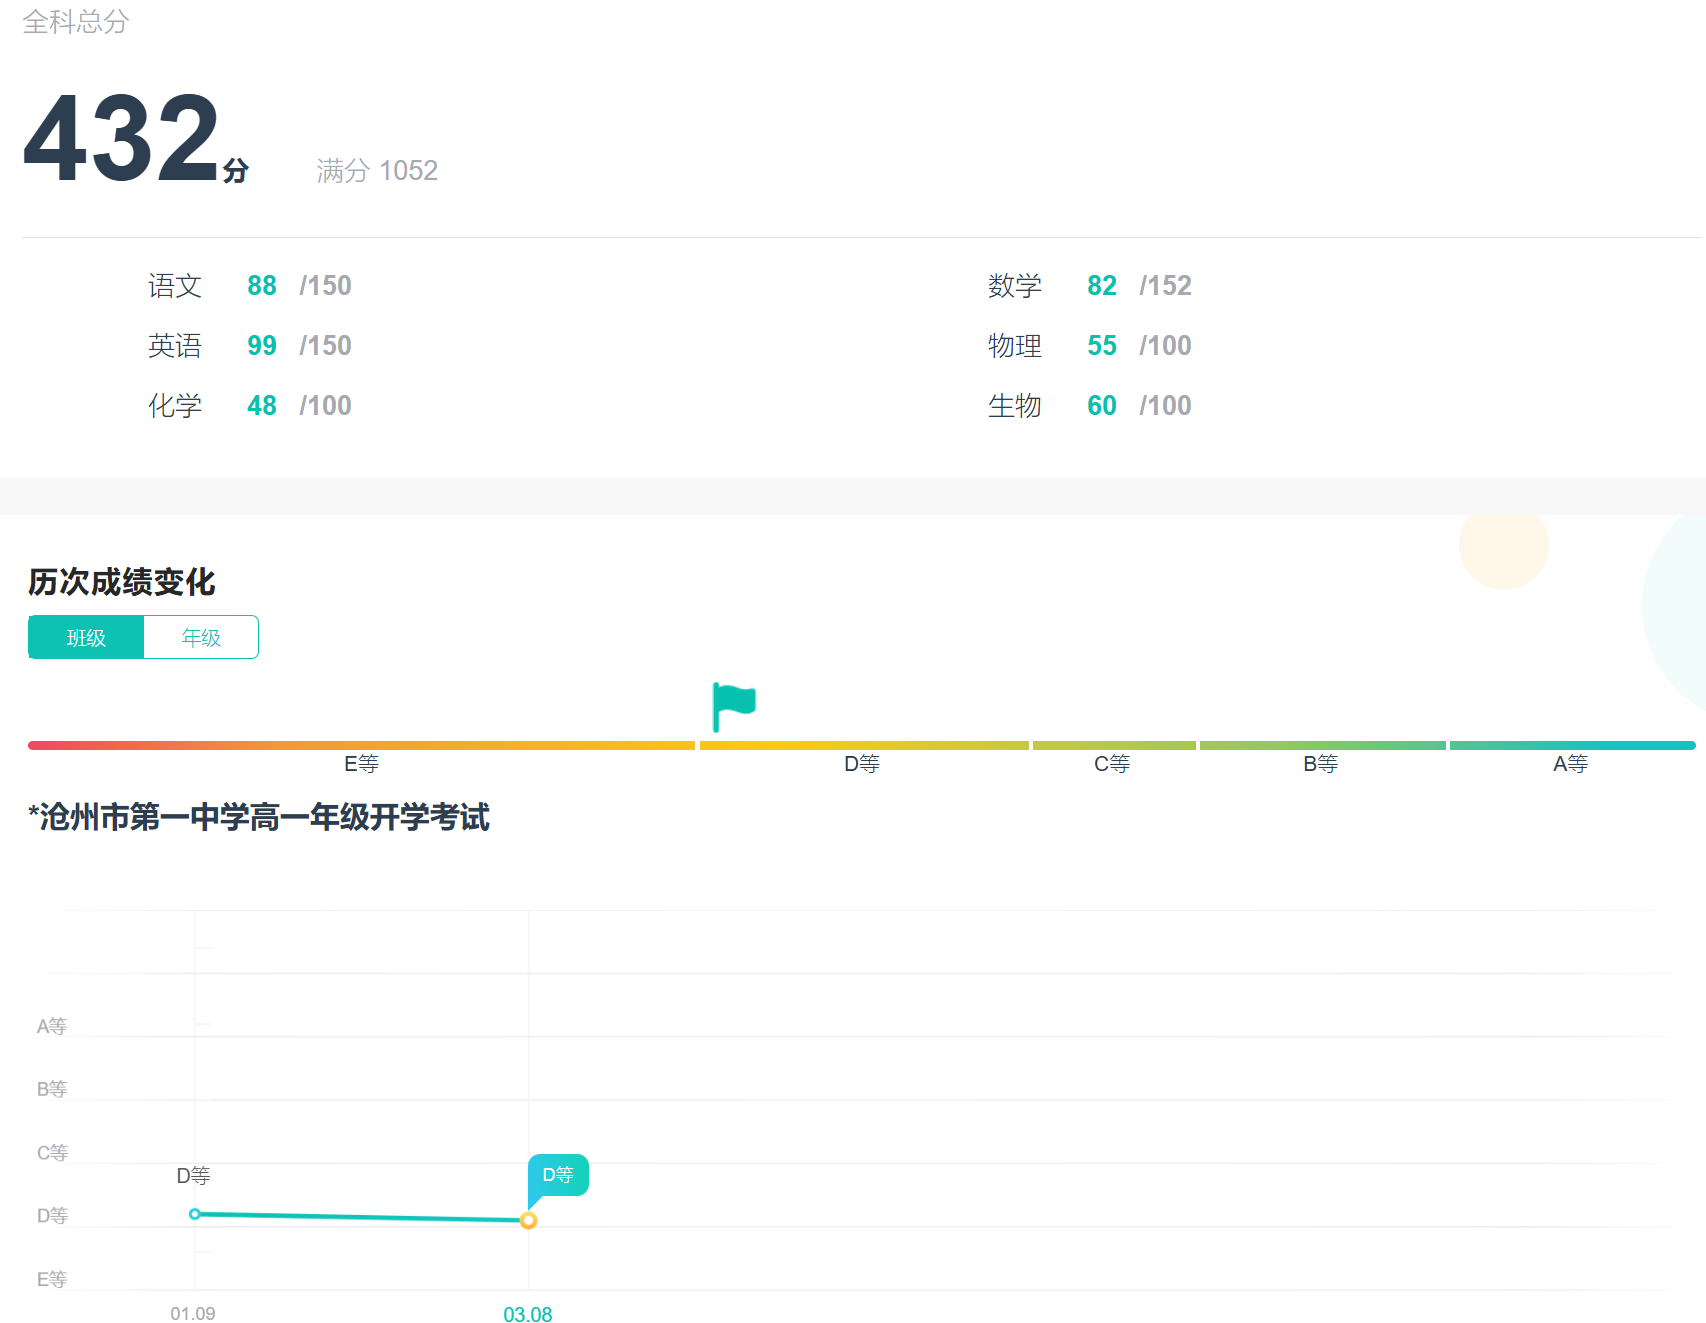 全科总分
432分 满分 1052
语文 88 /150 数学 82 /152
英语 99 /150 物理 55 /100
化学 48 /100 生物 60 /100
历次成绩变化
班级 年级
E等 D等 C等 B等 A等
*沧州市第一中学高一年级开学考试
A等
B等
C等
D等 D等
D等
E等
01.09 03.08